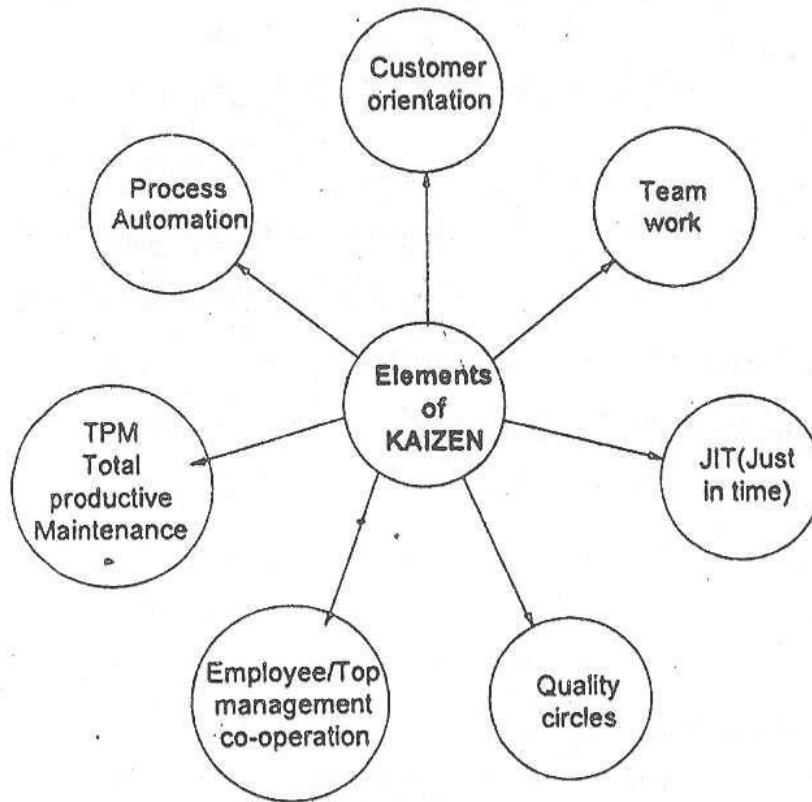 Customer
orientation
Process
Automation
Team
work
Elements
of
KAIZEN
TPM
Total
productive
Maintenance
JIT(Just
in time)
Employee/Top
management
co-operation
Quality
circles